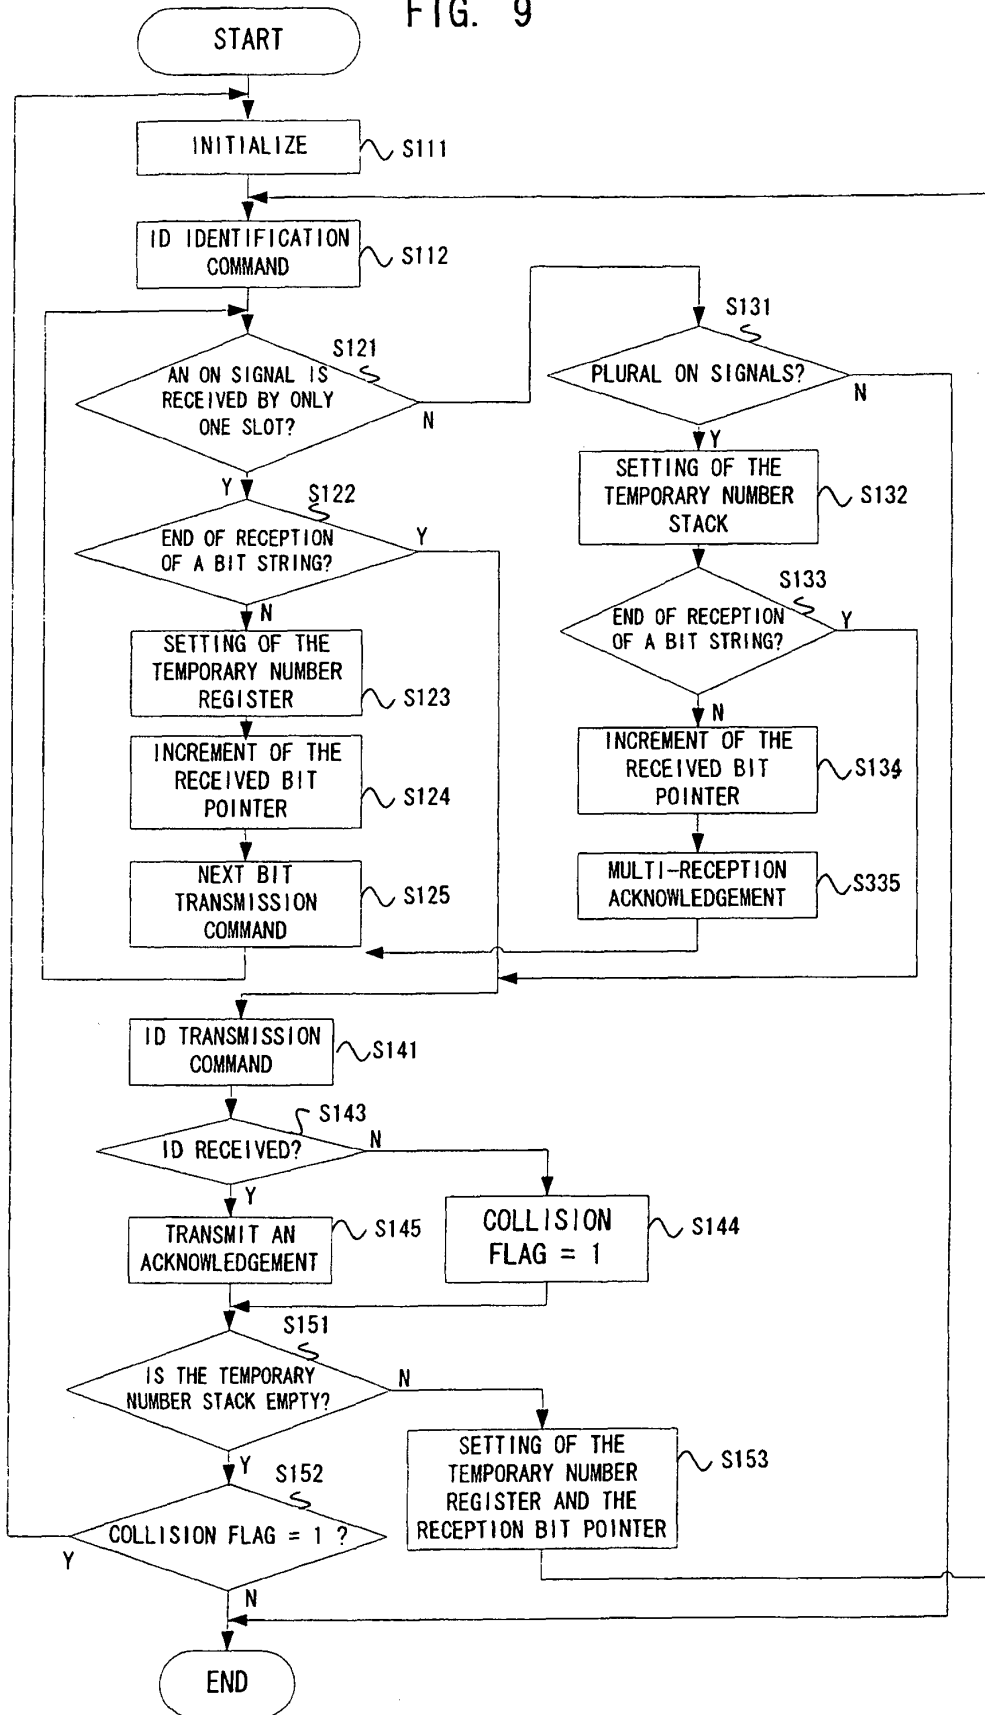 FIG. 9
START
INITIALIZE
S111
ID IDENTIFICATION
COMMAND
S112
S121
AN ON SIGNAL IS
RECEIVED BY ONLY
ONE SLOT?
N
Y
S131
PLURAL ON SIGNALS?
N
Y
SETTING OF THE
TEMPORARY NUMBER
STACK
S132
S122
END OF RECEPTION
OF A BIT STRING?
Y
N
S133
END OF RECEPTION
OF A BIT STRING?
Y
N
SETTING OF THE
TEMPORARY NUMBER
REGISTER
S123
INCREMENT OF THE
RECEIVED BIT
POINTER
S124
INCREMENT OF THE
RECEIVED BIT
POINTER
S134
NEXT BIT
TRANSMISSION
COMMAND
S125
MULTI-RECEPTION
ACKNOWLEDGEMENT
S335
ID TRANSMISSION
COMMAND
S141
S143
ID RECEIVED?
N
Y
TRANSMIT AN
ACKNOWLEDGEMENT
S145
COLLISION
FLAG = 1
S144
S151
IS THE TEMPORARY
NUMBER STACK EMPTY?
N
Y
SETTING OF THE
TEMPORARY NUMBER
REGISTER AND THE
RECEPTION BIT POINTER
S153
S152
COLLISION FLAG = 1 ?
Y
N
END